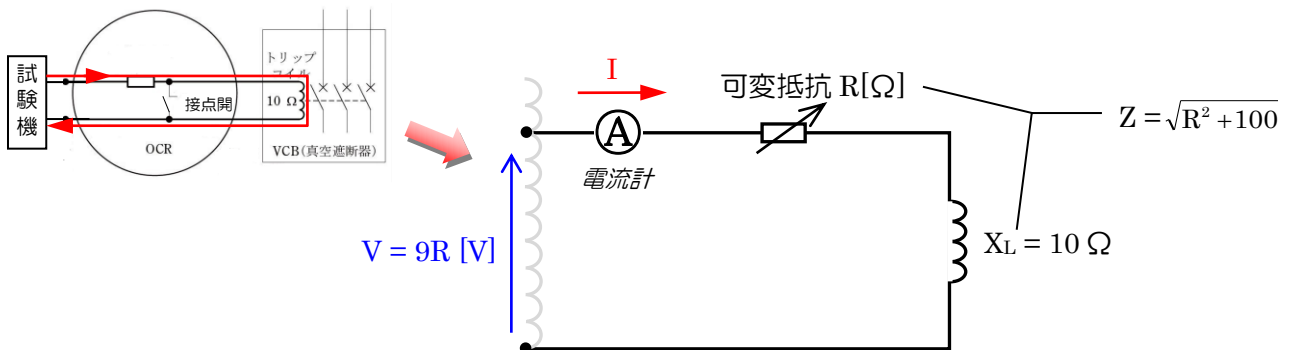 試験機
トリップ
コイル
10 Ω
接点開
OCR
VCB(真空遮断器)
I
可変抵抗 R[Ω]
Z = √R² + 100
A
電流計
V = 9R [V]
XL = 10 Ω